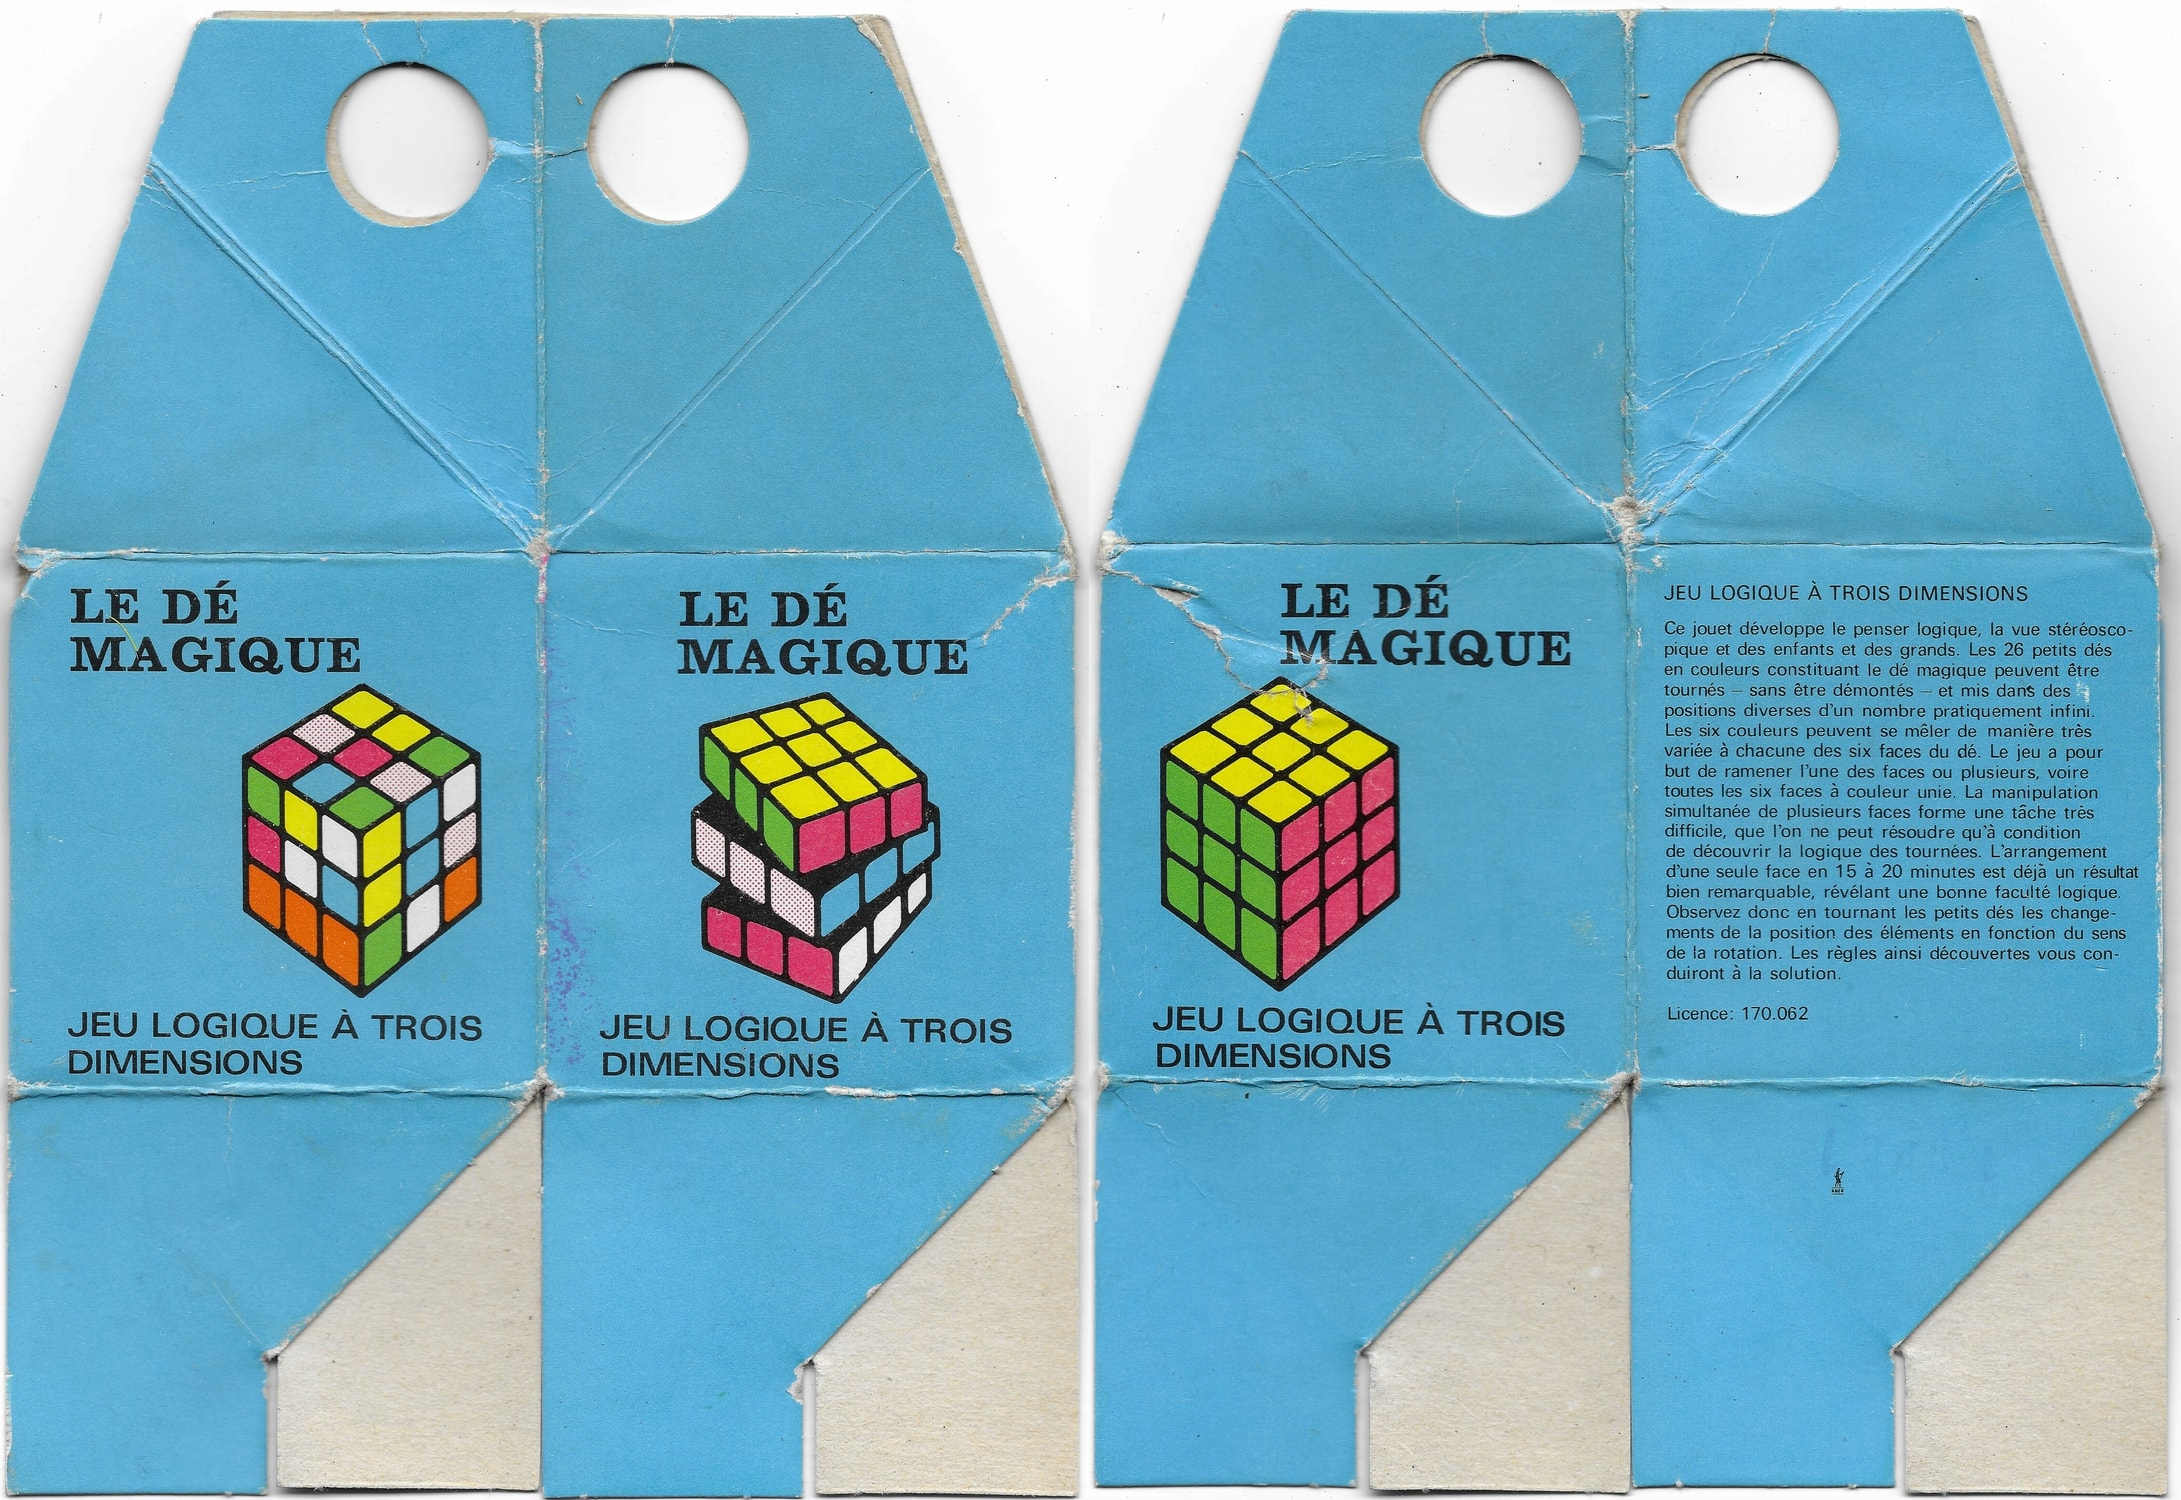 LE DÉ
MAGIQUE
JEU LOGIQUE À TROIS
DIMENSIONS
LE DÉ
MAGIQUE
JEU LOGIQUE À TROIS
DIMENSIONS
LE DÉ
MAGIQUE
JEU LOGIQUE À TROIS
DIMENSIONS
JEU LOGIQUE À TROIS DIMENSIONS
Ce jouet développe le penser logique, la vue stéréosco-
pique et des enfants et des grands. Les 26 petits dés
en couleurs constituant le dé magique peuvent être
tournés – sans être démontés – et mis dans des
positions diverses d'un nombre pratiquement infini.
Les six couleurs peuvent se mêler de manière très
variée à chacune des six faces du dé. Le jeu a pour
but de ramener l'une des faces ou plusieurs, voire
toutes les six faces à couleur unie. La manipulation
simultanée de plusieurs faces forme une tâche très
difficile, que l'on ne peut résoudre qu'à condition
de découvrir la logique des tournées. L'arrangement
d'une seule face en 15 à 20 minutes est déjà un résultat
bien remarquable, révélant une bonne faculté logique.
Observez donc en tournant les petits dés les change-
ments de la position des éléments en fonction du sens
de la rotation. Les règles ainsi découvertes vous con-
duiront à la solution.
Licence: 170.062